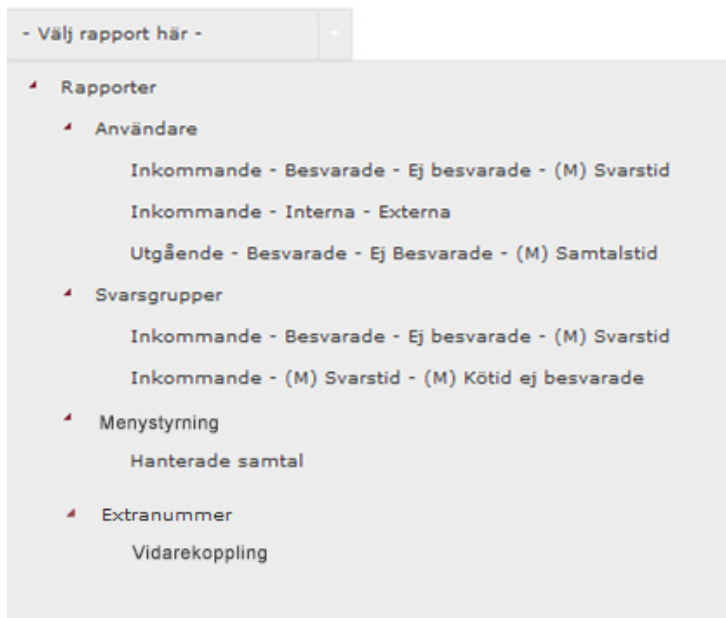 - Välj rapport här -
Rapporter
Användare
Inkommande - Besvarade - Ej besvarade - (M) Svarstid
Inkommande - Interna - Externa
Utgående - Besvarade - Ej Besvarade - (M) Samtalstid
Svarsgrupper
Inkommande - Besvarade - Ej besvarade - (M) Svarstid
Inkommande - (M) Svarstid - (M) Kötid ej besvarade
Menystyrning
Hanterade samtal
Extranummer
Vidarekoppling